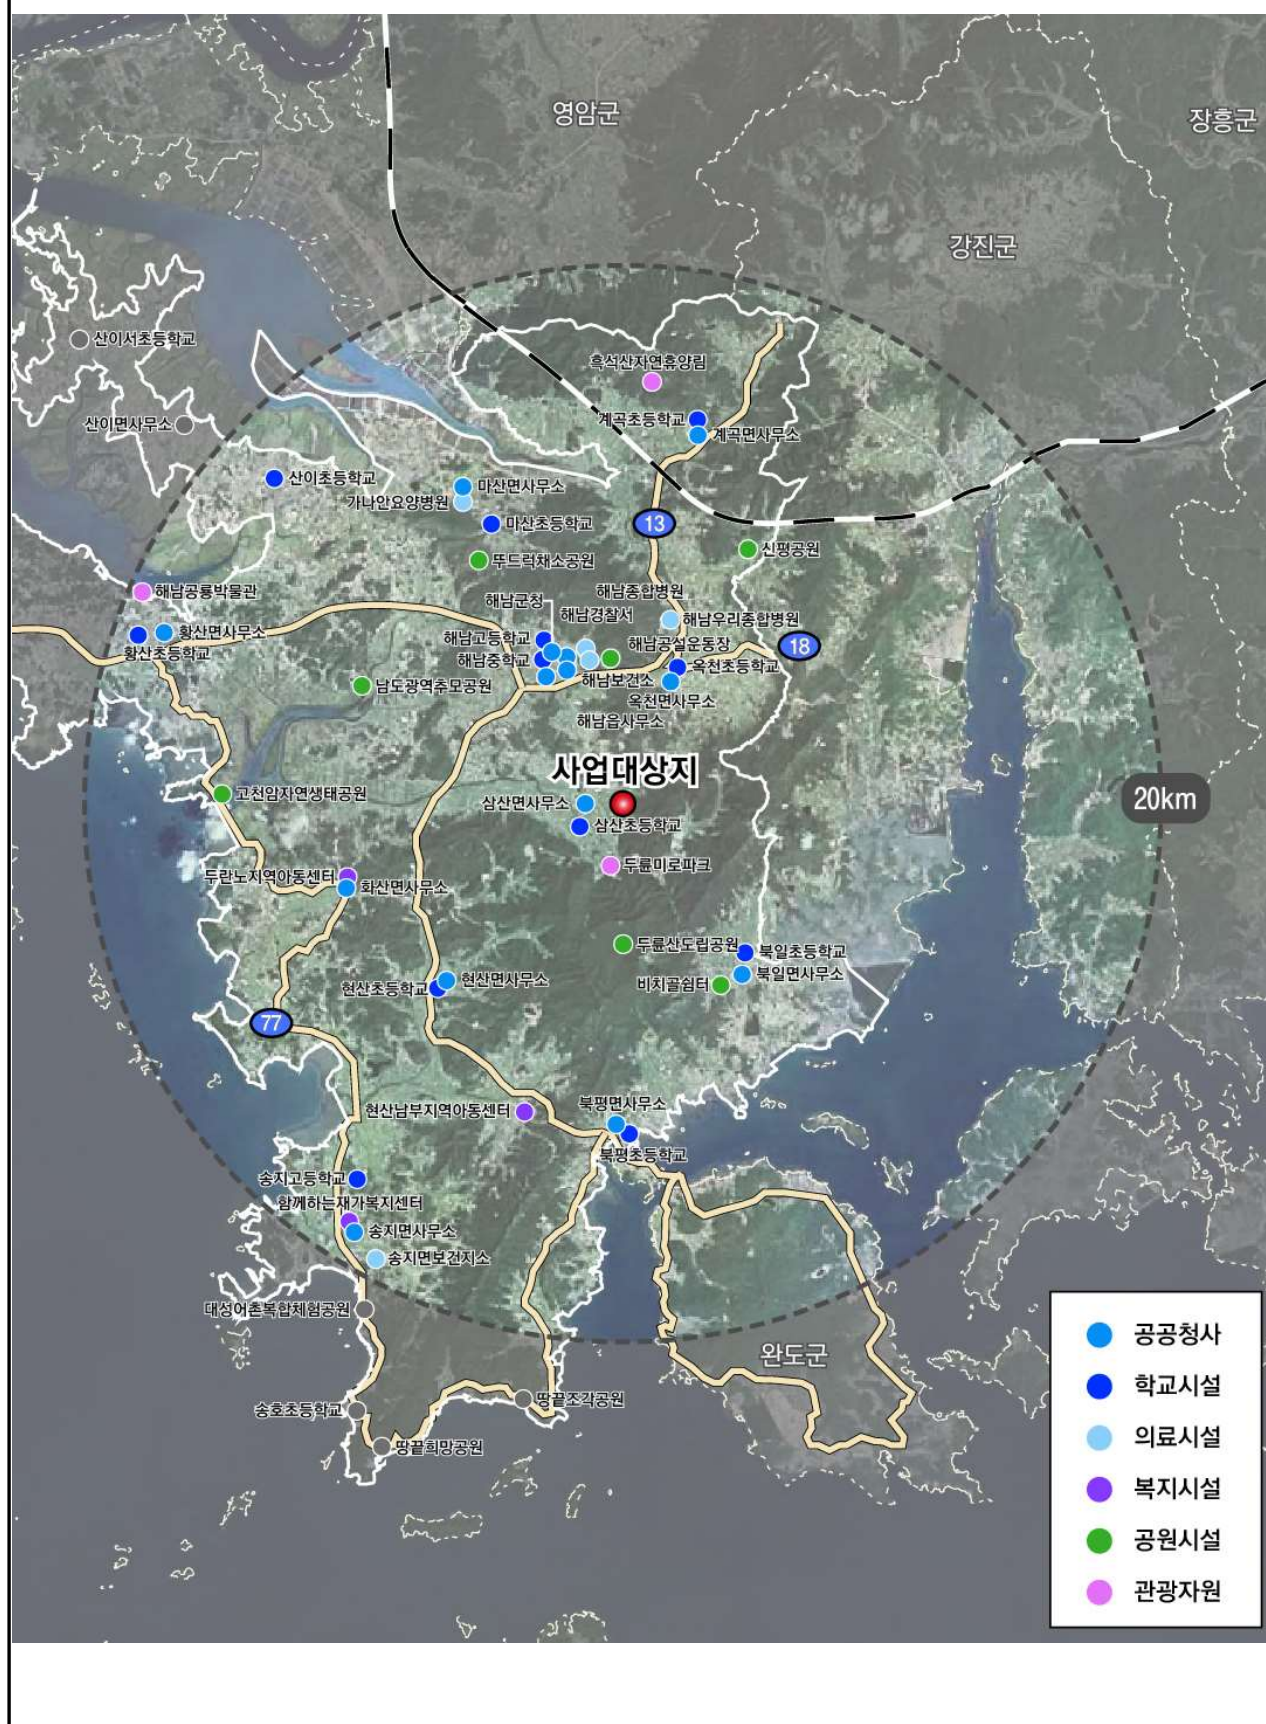 영암군
장흥군
강진군
산이서초등학교
흑석산자연휴양림
산이면사무소
계곡초등학교
계곡면사무소
산이초등학교
마산면사무소
가나안요양병원
마산초등학교
13
뚜드럭채소공원
신평공원
해남공룡박물관
해남종합병원
해남군청
해남경찰서
해남우리종합병원
황산면사무소
황산초등학교
해남고등학교
해남공설운동장
18
해남중학교
옥천초등학교
해남보건소
옥천면사무소
남도광역추모공원
해남읍사무소
사업대상지
고천암자연생태공원
삼산면사무소
20km
삼산초등학교
두륜미로파크
두란노지역아동센터
화산면사무소
두륜산도립공원
북일초등학교
북일면사무소
비치골쉼터
현산면사무소
현산초등학교
77
현산남부지역아동센터
북평면사무소
북평초등학교
송지고등학교
함께하는재가복지센터
송지면사무소
송지면보건지소
대성어촌복합체험공원
완도군
땅끝조각공원
송호초등학교
땅끝희망공원
공공청사
학교시설
의료시설
복지시설
공원시설
관광자원